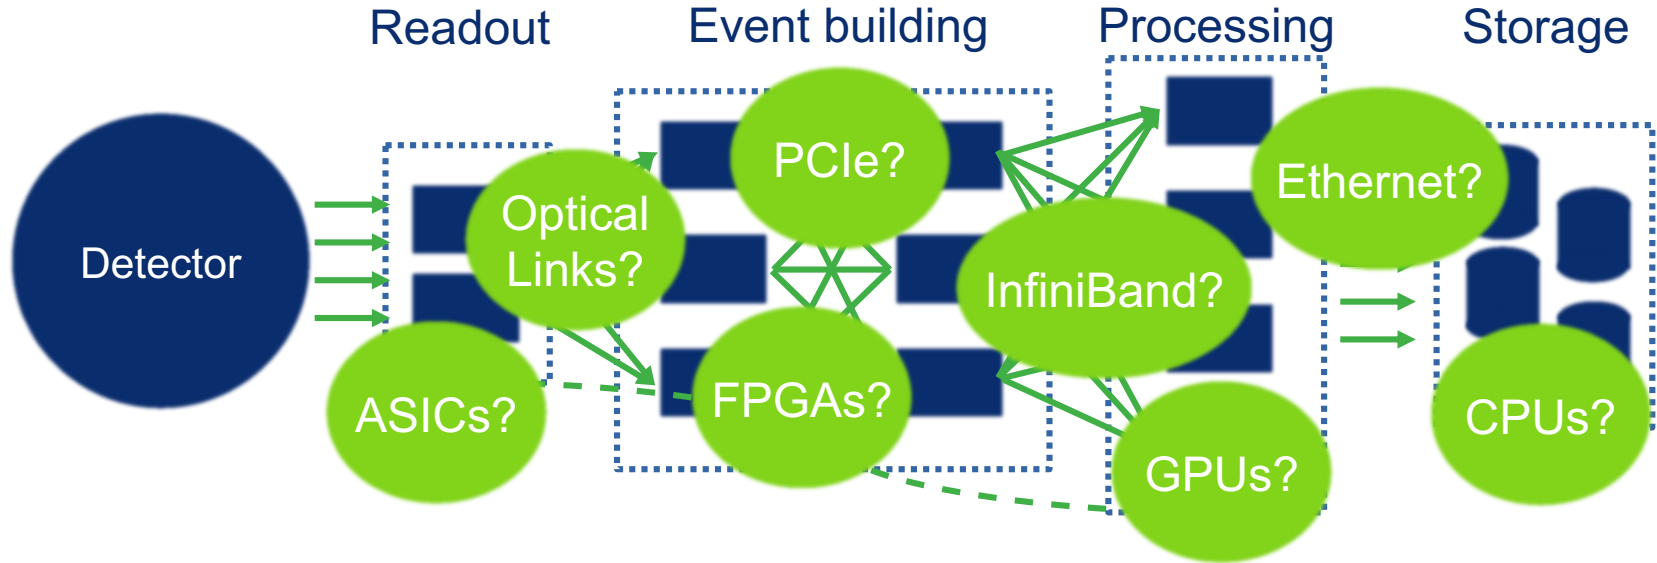 Readout
Event building
Processing
Storage
Detector
Optical
Links?
PCIe?
Ethernet?
InfiniBand?
ASICs?
FPGAs?
GPUs?
CPUs?